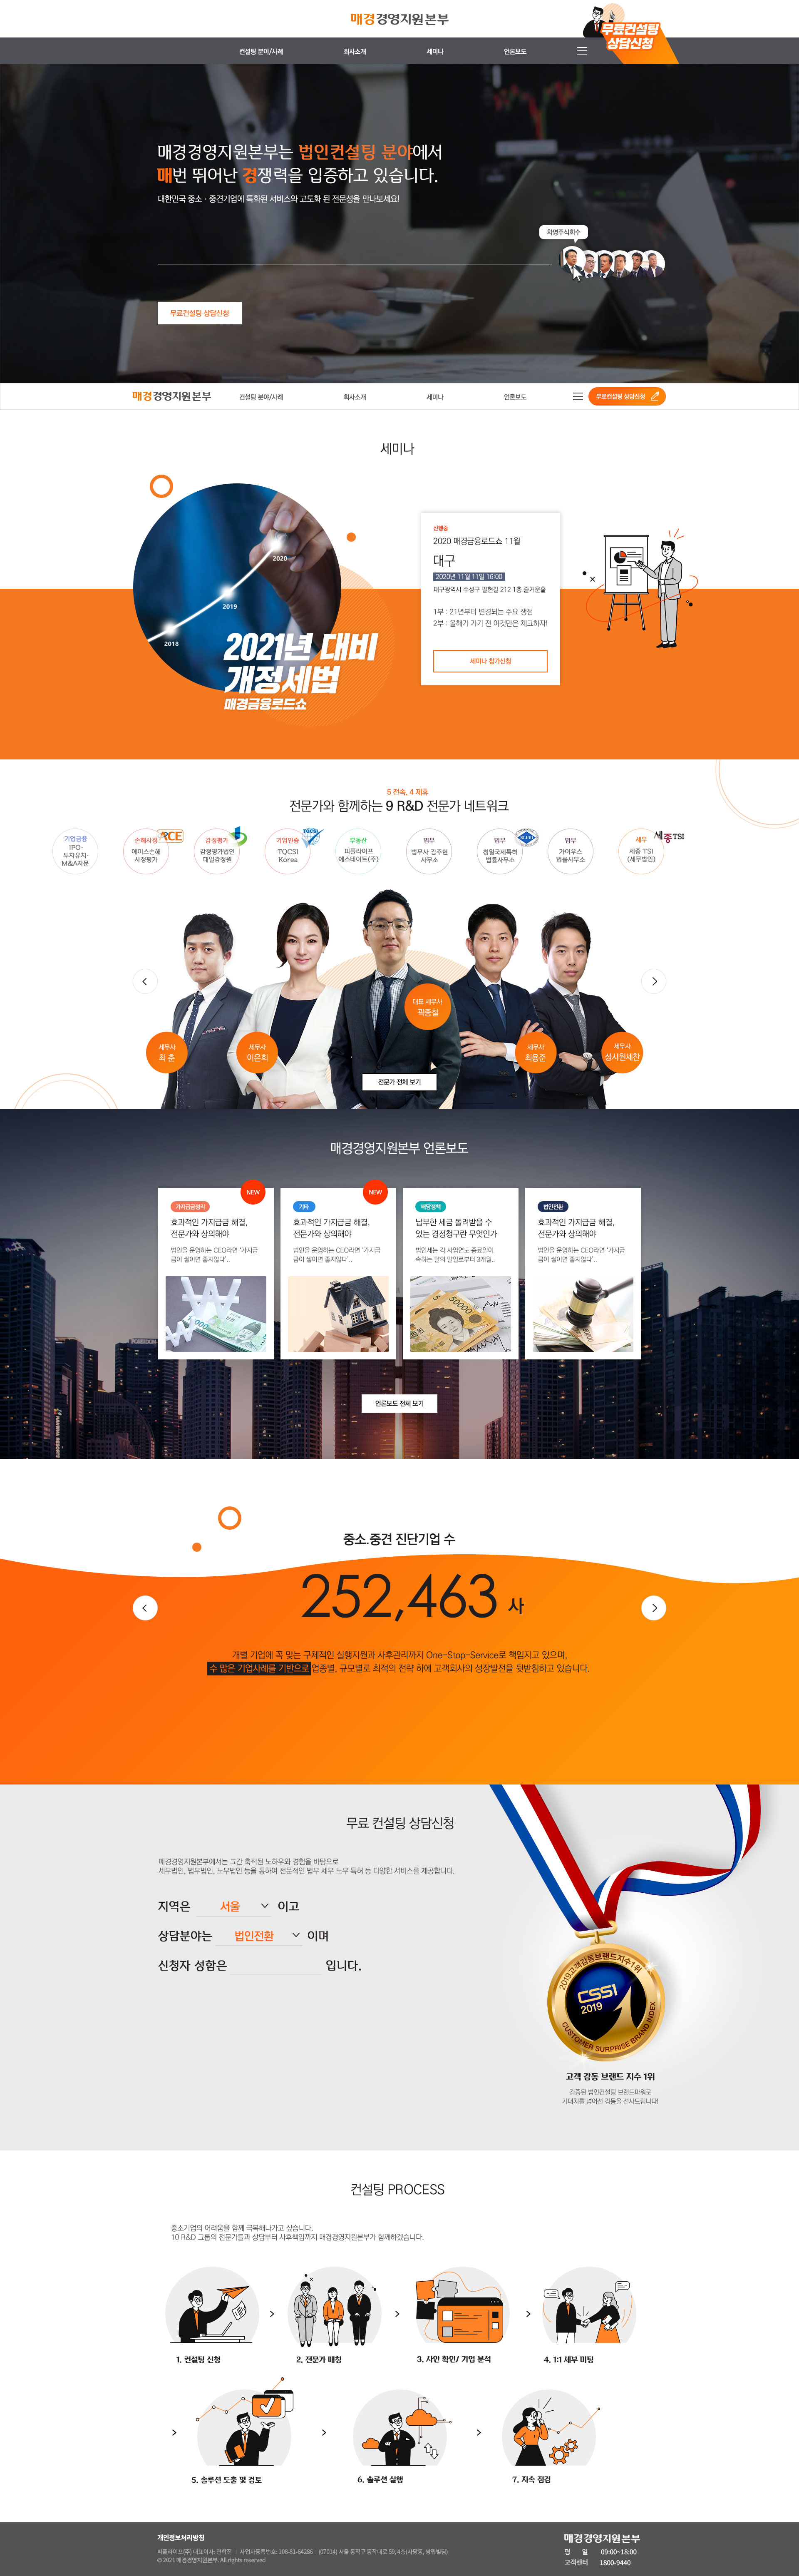 매경경영지원본부
무료컨설팅
상담신청
컨설팅 분야/사례
회사소개
세미나
언론보도
매경경영지원본부는 법인컨설팅 분야에서
매번 뛰어난 경쟁력을 입증하고 있습니다.
대한민국 중소 · 중견기업에 특화된 서비스와 고도화 된 전문성을 만나보세요!
차명주식회수
무료컨설팅 상담신청
매경경영지원본부
컨설팅 분야/사례
회사소개
세미나
언론보도
무료컨설팅 상담신청
세미나
2020
2019
2018
2021년 대비
개정세법
매경금융로드쇼
진행중
2020 매경금융로드쇼 11월
대구
2020년 11월 11일 16:00
대구광역시 수성구 알현길 212 1층 즐거운홀
1부 : 21년부터 변경되는 주요 쟁점
2부 : 올해가 가기 전 이것만은 체크하자!
세미나 참가신청
5 전속, 4 제휴
전문가와 함께하는 9 R&D 전문가 네트워크
기업금융
IPO·
투자유치·
M&A자문
손해사정
에이스손해
사정평가
감정평가
감정평가법인
대일감정원
기업인증
TQCSI
Korea
TQCSI
부동산
피플라이프
에스테이트(주)
법무
법무사 김주현
사무소
법무
정알국제특허
법률사무소
법무
가이우스
법률사무소
세무
세종 TSI
(세무법인)
세종TSI
대표 세무사
곽종철
세무사
최 춘
세무사
이은희
세무사
최용준
세무사
성시원세찬
전문가 전체 보기
매경경영지원본부 언론보도
NEW
가지급금정리
효과적인 가지급금 해결,
전문가와 상의해야
법인을 운영하는 CEO라면 '가지급
금이 쌓이면 좋지않다'..
NEW
기타
효과적인 가지급금 해결,
전문가와 상의해야
법인을 운영하는 CEO라면 '가지급
금이 쌓이면 좋지않다'..
배당정책
납부한 세금 돌려받을 수
있는 경정청구란 무엇인가
법인세는 각 사업연도 종료일이
속하는 달의 말일로부터 3개월..
법인전환
효과적인 가지급금 해결,
전문가와 상의해야
법인을 운영하는 CEO라면 '가지급
금이 쌓이면 좋지않다'..
50000
언론보도 전체 보기
중소.중견 진단기업 수
252,463 사
개별 기업에 꼭 맞는 구체적인 실행지원과 사후관리까지 One-Stop-Service로 책임지고 있으며,
수 많은 기업사례를 기반으로 업종별, 규모별로 최적의 전략 하에 고객회사의 성장발전을 뒷받침하고 있습니다.
무료 컨설팅 상담신청
메경경영지원본부에서는 그간 축적된 노하우와 경험을 바탕으로
세무법인, 법무법인, 노무법인 등을 통하여 전문적인 법무 세무 노무 특허 등 다양한 서비스를 제공합니다.
지역은 서울 이고
상담분야는 법인전환 이며
신청자 성함은 입니다.
2019고객감동브랜드지수1위
CSSI
2019
CUSTOMER SURPRISE BRAND INDEX
고객 감동 브랜드 지수 1위
검증된 법인컨설팅 브랜드파워로
기대치를 넘어선 감동을 선사드립니다!
컨설팅 PROCESS
중소기업의 어려움을 함께 극복해나가고 싶습니다.
10 R&D 그룹의 전문가들과 상담부터 사후책임까지 매경경영지원본부가 함께하겠습니다.
1. 컨설팅 신청
2. 전문가 매칭
3. 사안 확인/ 기업 분석
4. 1:1 세부 미팅
5. 솔루션 도출 및 검토
6. 솔루션 실행
7. 지속 점검
개인정보처리방침
피플라이프(주) 대표이사: 현학진 | 사업자등록번호: 108-81-64286 | (07014) 서울 동작구 동작대로 59, 4층(사당동, 쌍립빌딩)
© 2021 매경경영지원본부. All rights reserved
매경경영지원본부
평 일 09:00~18:00
고객센터 1800-9440